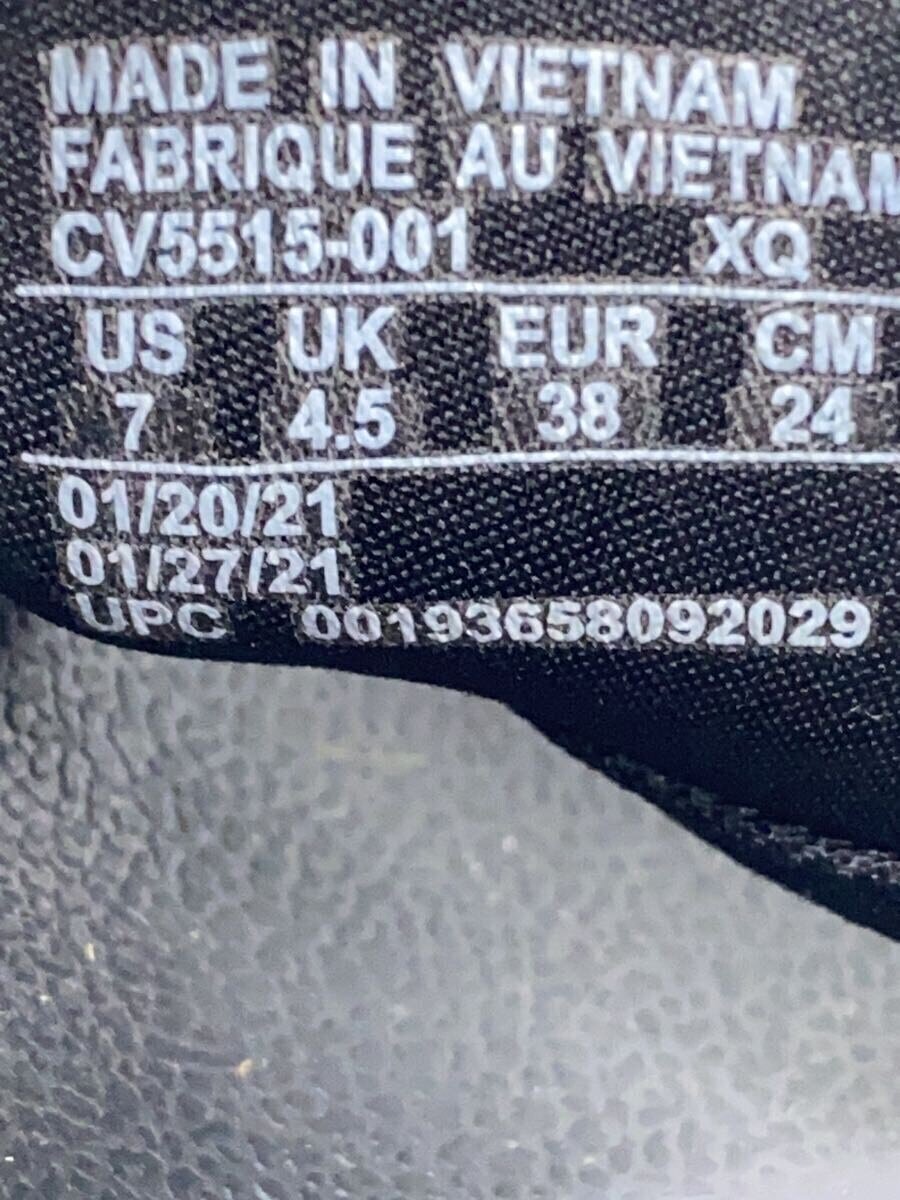 MADE IN VIETNAM
FABRIQUE AU VIETNAM
CV5515-001 XQ
US UK EUR CM
7 4.5 38 24
01/20/21
01/27/21
UPC 00193658092029